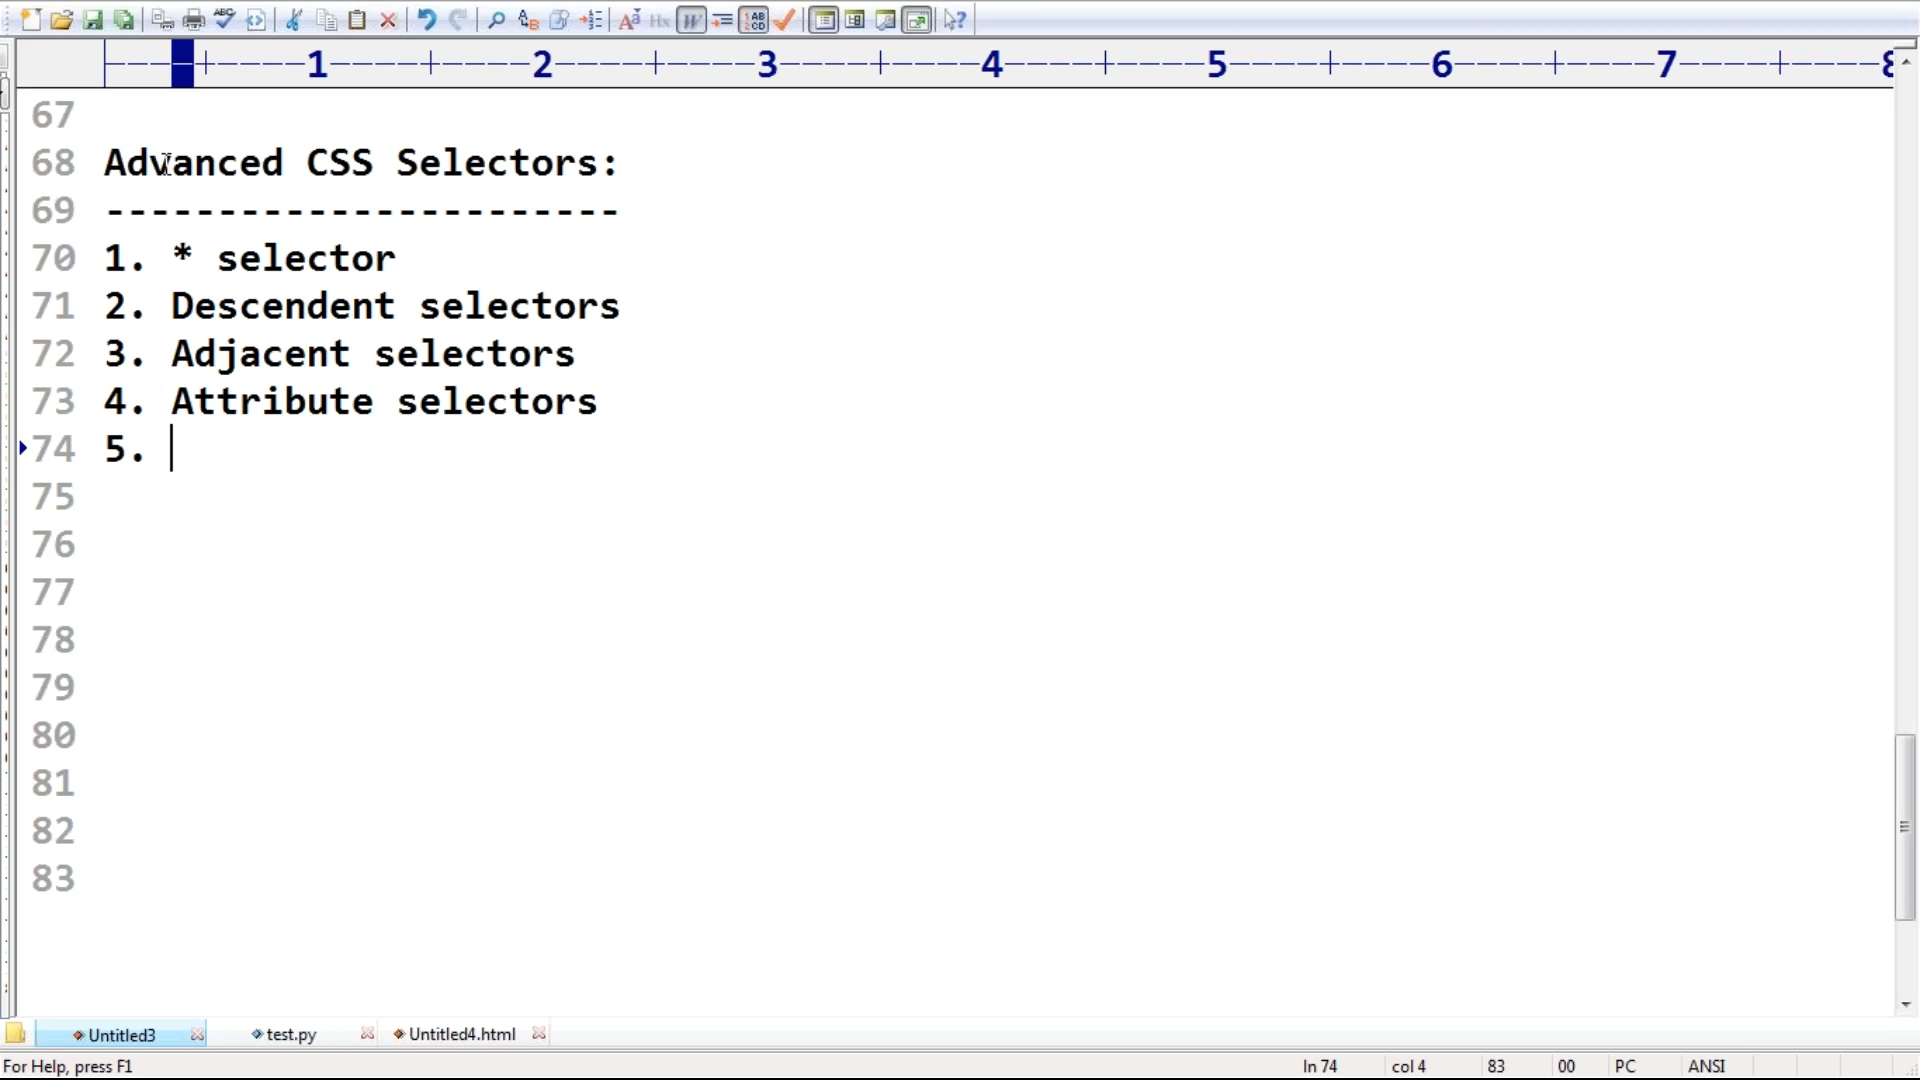 1 2 3 4 5 6 7 8
67
68 Advanced CSS Selectors:
69 -----------------------
70 1. * selector
71 2. Descendent selectors
72 3. Adjacent selectors
73 4. Attribute selectors
74 5.
75
76
77
78
79
80
81
82
83
Untitled3 test.py Untitled4.html
For Help, press F1 ln 74 col 4 83 00 PC ANSI